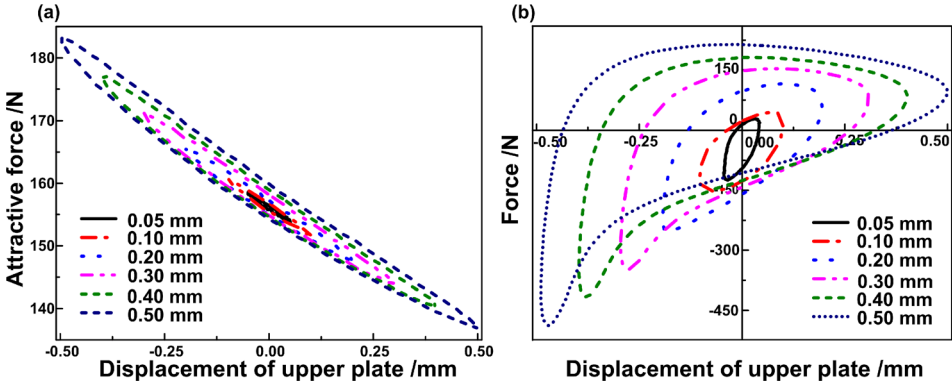 (a)
Attractive force /N
180
170
160
150
140
-0.50
-0.25
0.00
0.25
0.50
0.05 mm
0.10 mm
0.20 mm
0.30 mm
0.40 mm
0.50 mm
Displacement of upper plate /mm
(b)
Force /N
150
0
-0.50
-0.25
0.00
0.25
0.50
-150
-300
-450
0.05 mm
0.10 mm
0.20 mm
0.30 mm
0.40 mm
0.50 mm
Displacement of upper plate /mm